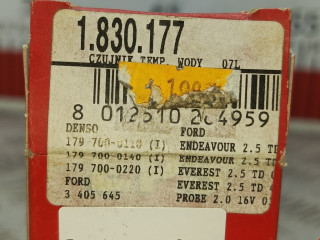 1.830.177
CZUJNIK TEMP. WODY 07L
8 012510 204959
DENSO FORD
179 700-0110 (I) ENDEAVOUR 2.5 TD
179 700-0140 (I) ENDEAVOUR 2.5 TD
179 700-0220 (I) EVEREST 2.5 TD
FORD EVEREST 2.5 TD
3 405 645 PROBE 2.0 16V